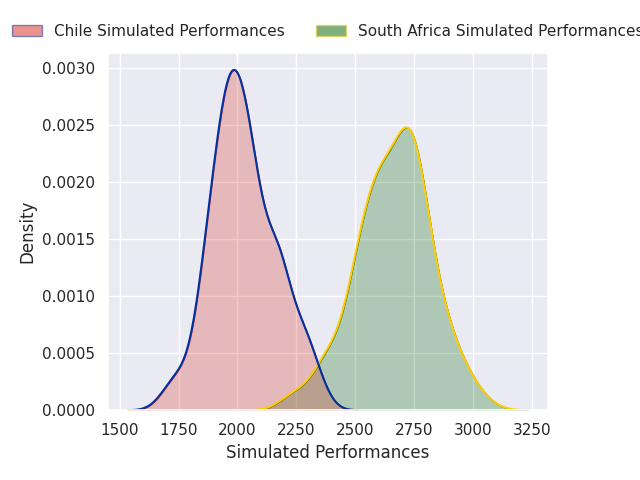 Chile Simulated Performances South Africa Simulated Performances
0.0030
0.0025
0.0020
0.0015
0.0010
0.0005
0.0000
Density
1500 1750 2000 2250 2500 2750 3000 3250
Simulated Performances